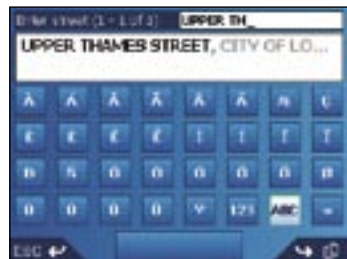 Enter street (1 - 1 of 1) UPPER TH_
UPPER THAMES STREET, CITY OF LO...
À Á Â Ã Ä Å Æ Ç
È É Ê Ë Ì Í Î Ï
Ù Ú Û Ü Ý 123 ABC
ESC